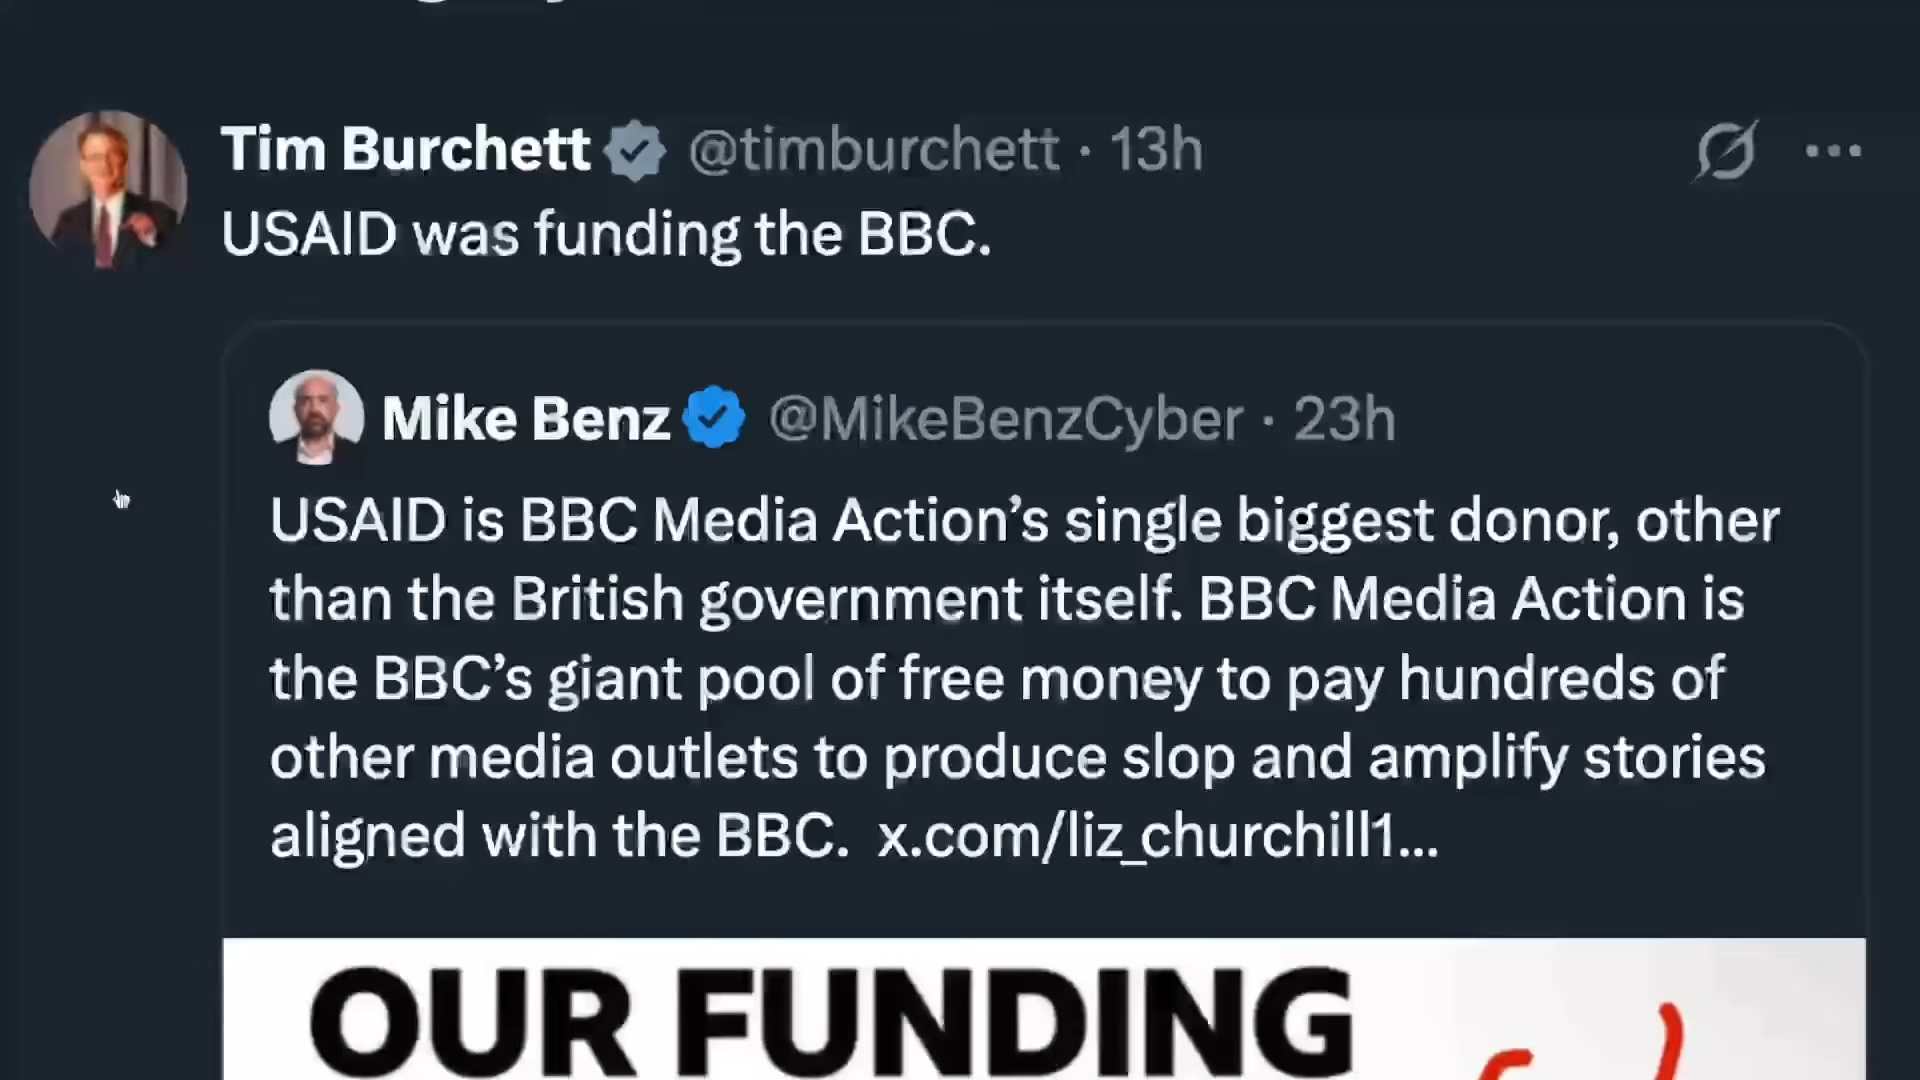 Tim Burchett @timburchett · 13h
USAID was funding the BBC.
Mike Benz @MikeBenzCyber · 23h
USAID is BBC Media Action’s single biggest donor, other
than the British government itself. BBC Media Action is
the BBC’s giant pool of free money to pay hundreds of
other media outlets to produce slop and amplify stories
aligned with the BBC. x.com/liz_churchill1...
OUR FUNDING